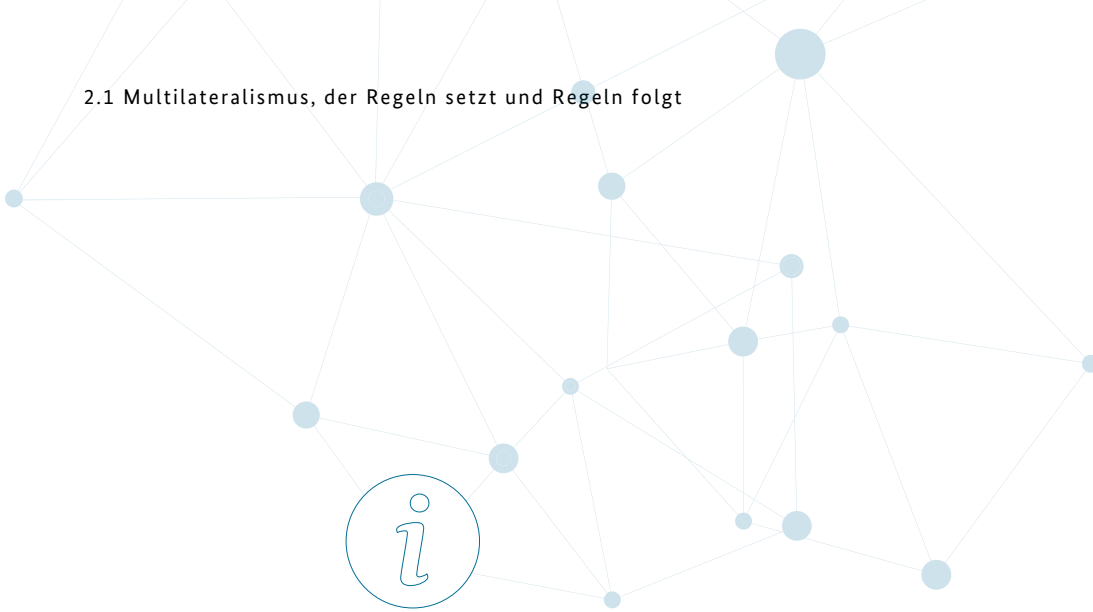 2.1 Multilateralismus, der Regeln setzt und Regeln folgt
i